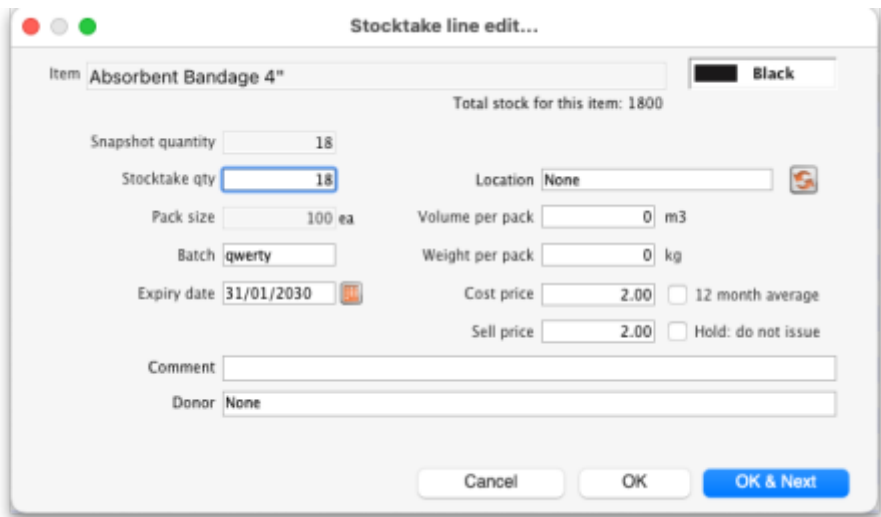 Stocktake line edit...
Item Absorbent Bandage 4" Black
Total stock for this item: 1800
Snapshot quantity 18
Stocktake qty 18 Location None
Pack size 100 ea Volume per pack 0 m3
Batch qwerty Weight per pack 0 kg
Expiry date 31/01/2030 Cost price 2.00 12 month average
Sell price 2.00 Hold: do not issue
Comment
Donor None
Cancel OK OK & Next